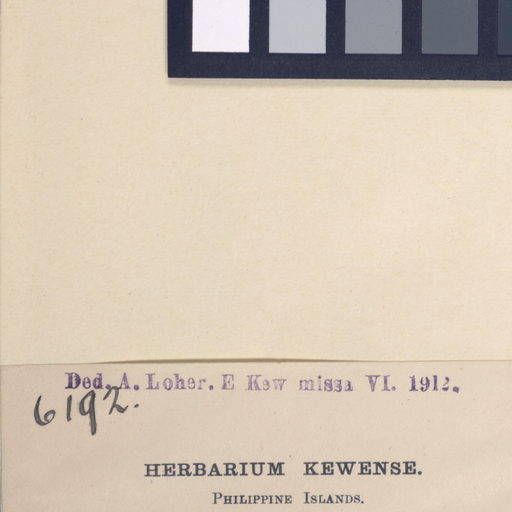 Ded. A. Loher. E Kew missa VI. 1912.
6192.
HERBARIUM KEWENSE.
PHILIPPINE ISLANDS.